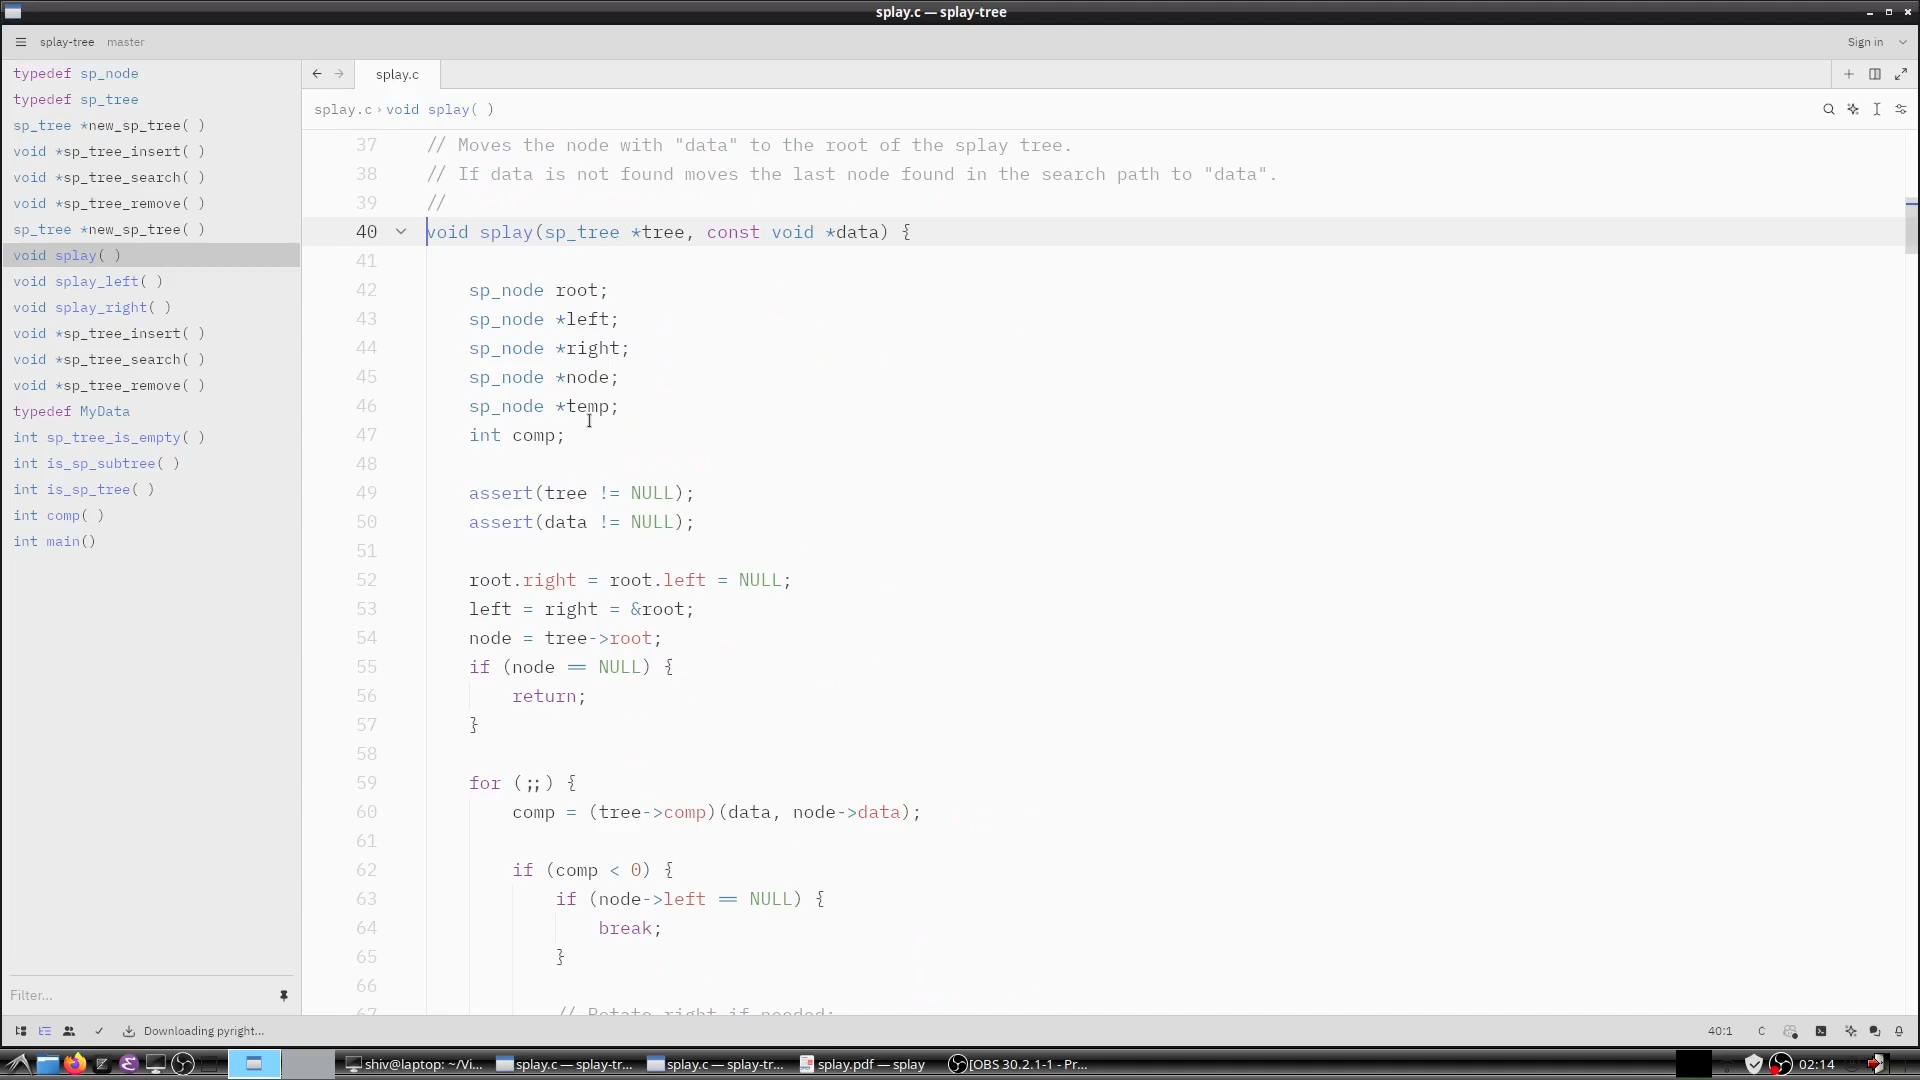 splay.c — splay-tree
splay-tree master
Sign in
typedef sp_node
typedef sp_tree
sp_tree *new_sp_tree( )
void *sp_tree_insert( )
void *sp_tree_search( )
void *sp_tree_remove( )
sp_tree *new_sp_tree( )
void splay( )
void splay_left( )
void splay_right( )
void *sp_tree_insert( )
void *sp_tree_search( )
void *sp_tree_remove( )
typedef MyData
int sp_tree_is_empty( )
int is_sp_subtree( )
int is_sp_tree( )
int comp( )
int main()
Filter...
splay.c
splay.c › void splay( )
37 // Moves the node with "data" to the root of the splay tree.
38 // If data is not found moves the last node found in the search path to "data".
39 //
40 void splay(sp_tree *tree, const void *data) {
41
42 sp_node root;
43 sp_node *left;
44 sp_node *right;
45 sp_node *node;
46 sp_node *temp;
47 int comp;
48
49 assert(tree != NULL);
50 assert(data != NULL);
51
52 root.right = root.left = NULL;
53 left = right = &root;
54 node = tree->root;
55 if (node == NULL) {
56 return;
57 }
58
59 for (;;) {
60 comp = (tree->comp)(data, node->data);
61
62 if (comp < 0) {
63 if (node->left == NULL) {
64 break;
65 }
66
67 // Rotate right if needed:
Downloading pyright...
40:1
C
shiv@laptop: ~/Vi...
splay.c — splay-tr...
splay.c — splay-tr...
splay.pdf — splay
[OBS 30.2.1-1 - Pr...
02:14